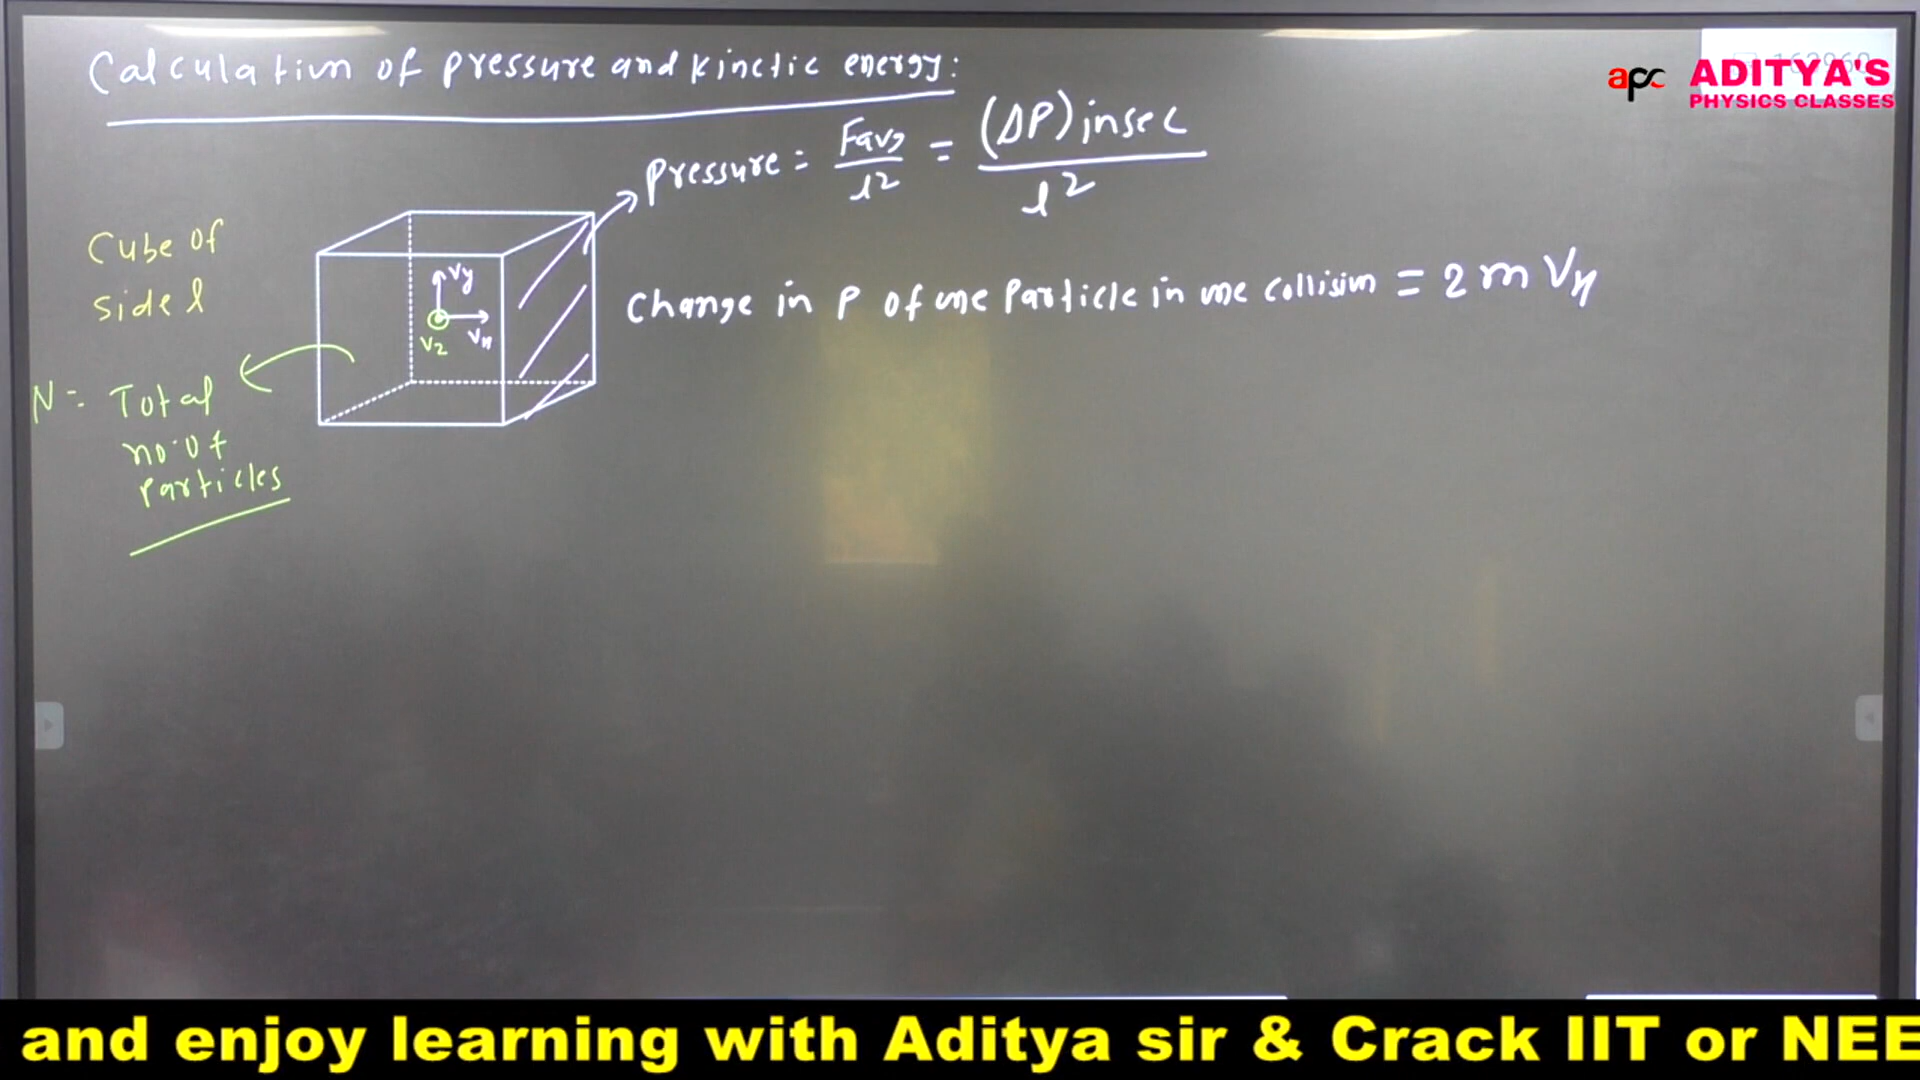 Calculation of pressure and kinetic energy:
apc ADITYA'S
PHYSICS CLASSES
Pressure = Favg / l² = (ΔP) in sec / l²
Cube of
side l
Vy
Vz Vx
Change in P of one Particle in one collision = 2mVx
N = Total
no. of
Particles
and enjoy learning with Aditya sir & Crack IIT or NEE